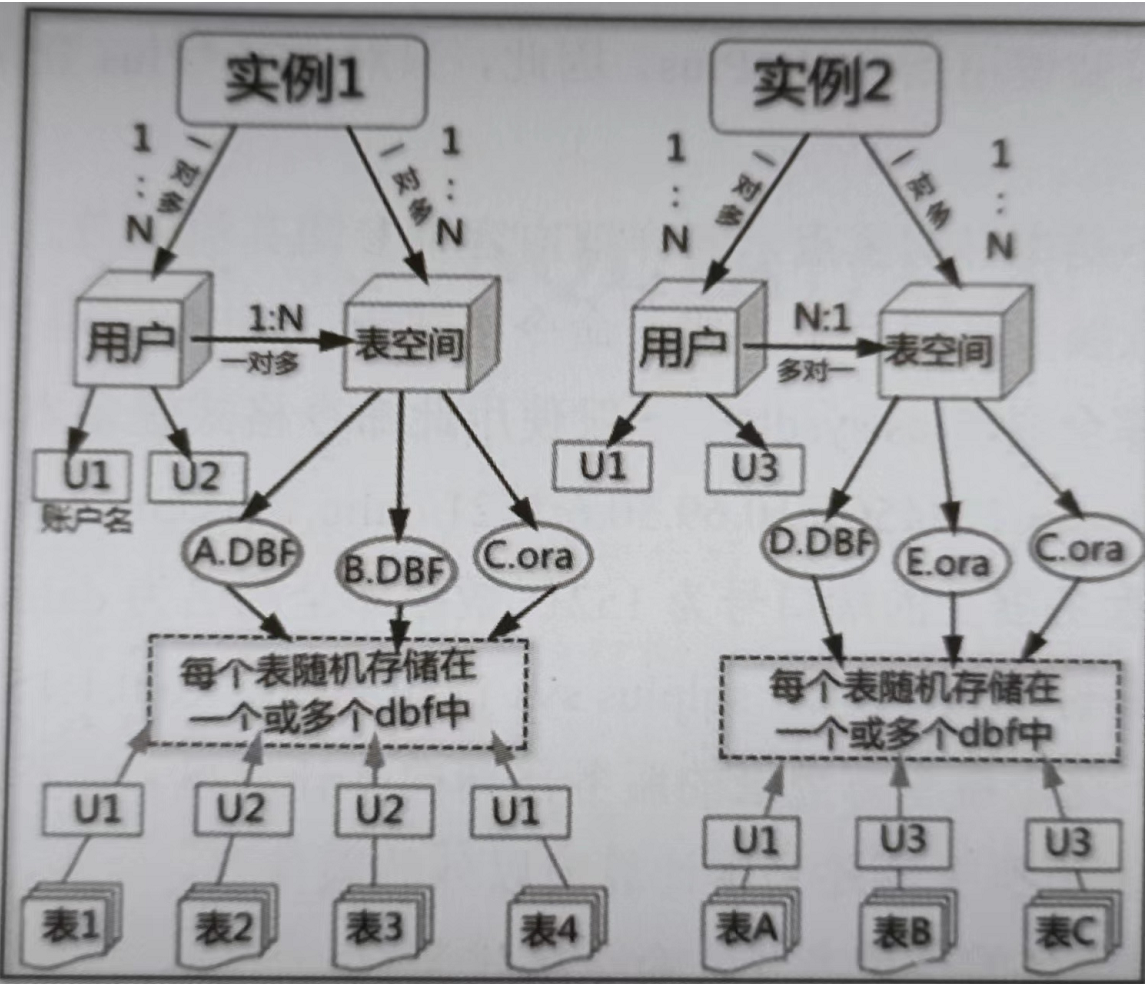 实例1
实例2
1
:
N
一对多
一对多
1
:
N
1
:
N
一对多
一对多
1
:
N
用户
1:N
一对多
表空间
用户
N:1
多对一
表空间
U1
账户名
U2
U1
U3
A.DBF
B.DBF
C.ora
D.DBF
E.ora
C.ora
每个表随机存储在
一个或多个dbf中
每个表随机存储在
一个或多个dbf中
U1
U2
U2
U1
U1
U3
U3
表1
表2
表3
表4
表A
表B
表C